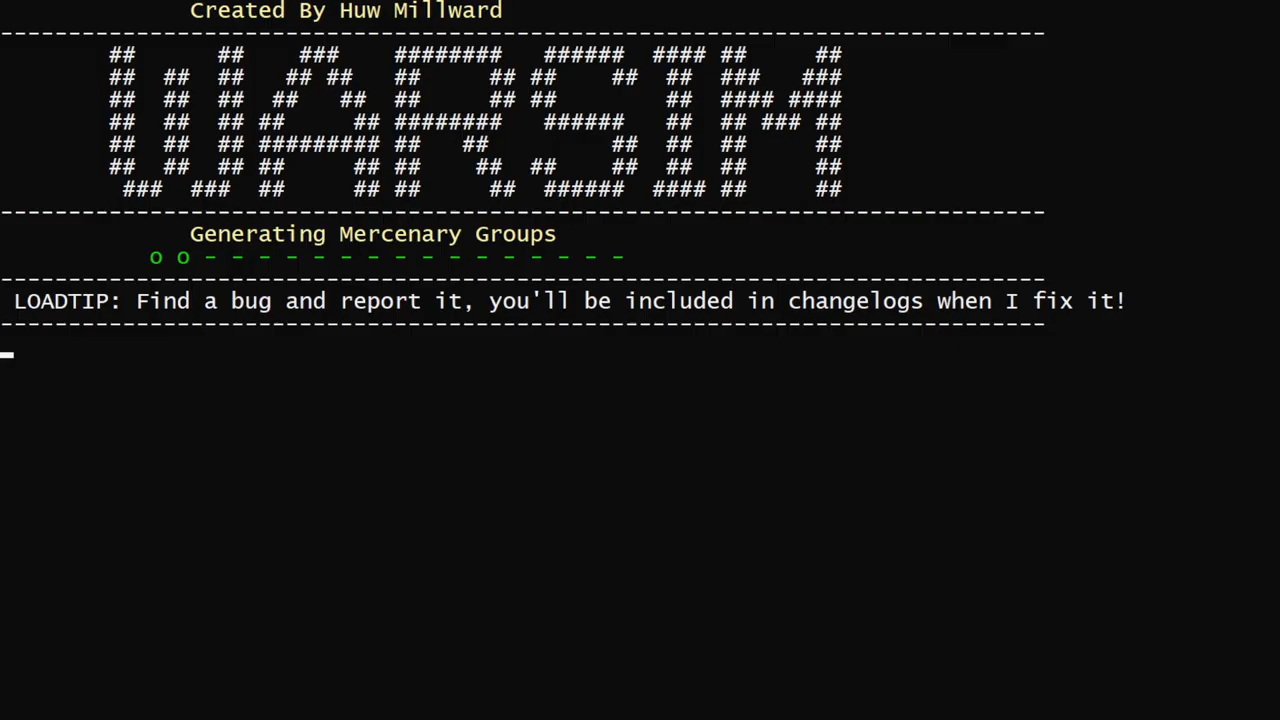 Created By Huw Millward
-----------------------------------------------------------------------------
##      ##   ###    ########   ###### #### ##     ##
##  ##  ##   ## ##   ##     ## ##    ##  ##  ###   ###
##  ##  ##  ##   ##  ##     ## ##        ##  #### ####
##  ##  ## ##     ## ########   ######   ##  ## ### ##
##  ##  ## ######### ##   ##         ##  ##  ##     ##
##  ##  ## ##     ## ##    ##  ##    ##  ##  ##     ##
 ###  ###  ##     ## ##     ##  ######  #### ##     ##
-----------------------------------------------------------------------------
Generating Mercenary Groups
o o - - - - - - - - - - - - - - - -
-----------------------------------------------------------------------------
LOADTIP: Find a bug and report it, you'll be included in changelogs when I fix it!
-----------------------------------------------------------------------------